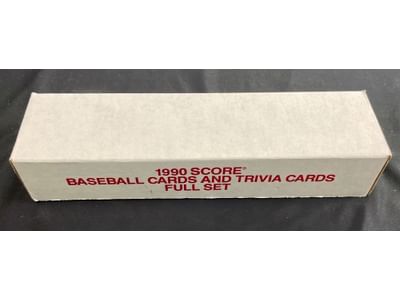 1990 SCORE®
BASEBALL CARDS AND TRIVIA CARDS
FULL SET